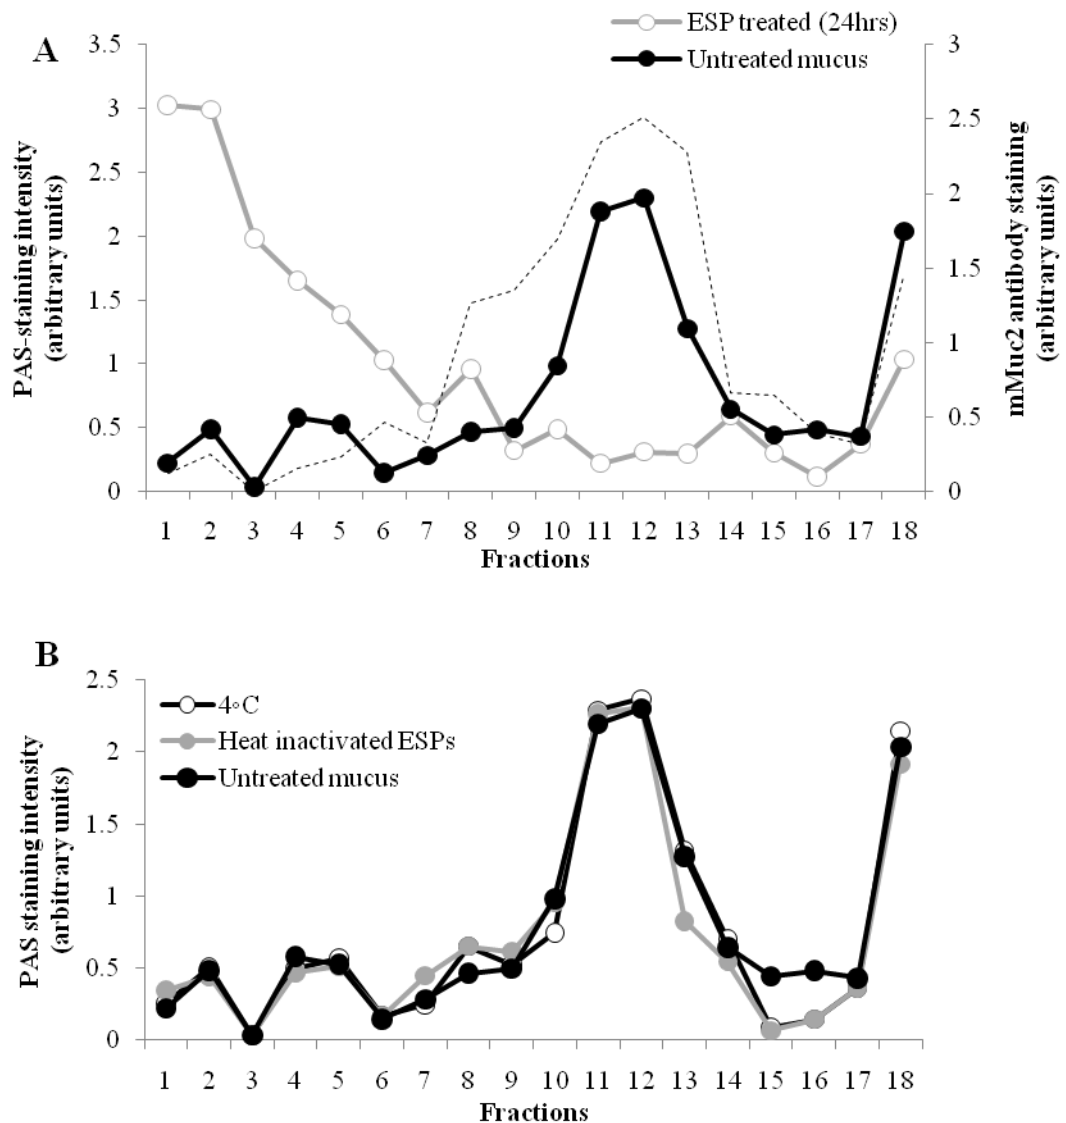 A
ESP treated (24hrs)
Untreated mucus
3.5
3
2.5
2
1.5
1
0.5
0
PAS-staining intensity
(arbitrary units)
3
2.5
2
1.5
1
0.5
0
mMuc2 antibody staining
(arbitrary units)
1 2 3 4 5 6 7 8 9 10 11 12 13 14 15 16 17 18
Fractions
B
4◦C
Heat inactivated ESPs
Untreated mucus
2.5
2
1.5
1
0.5
0
PAS staining intensity
(arbitrary units)
1 2 3 4 5 6 7 8 9 10 11 12 13 14 15 16 17 18
Fractions